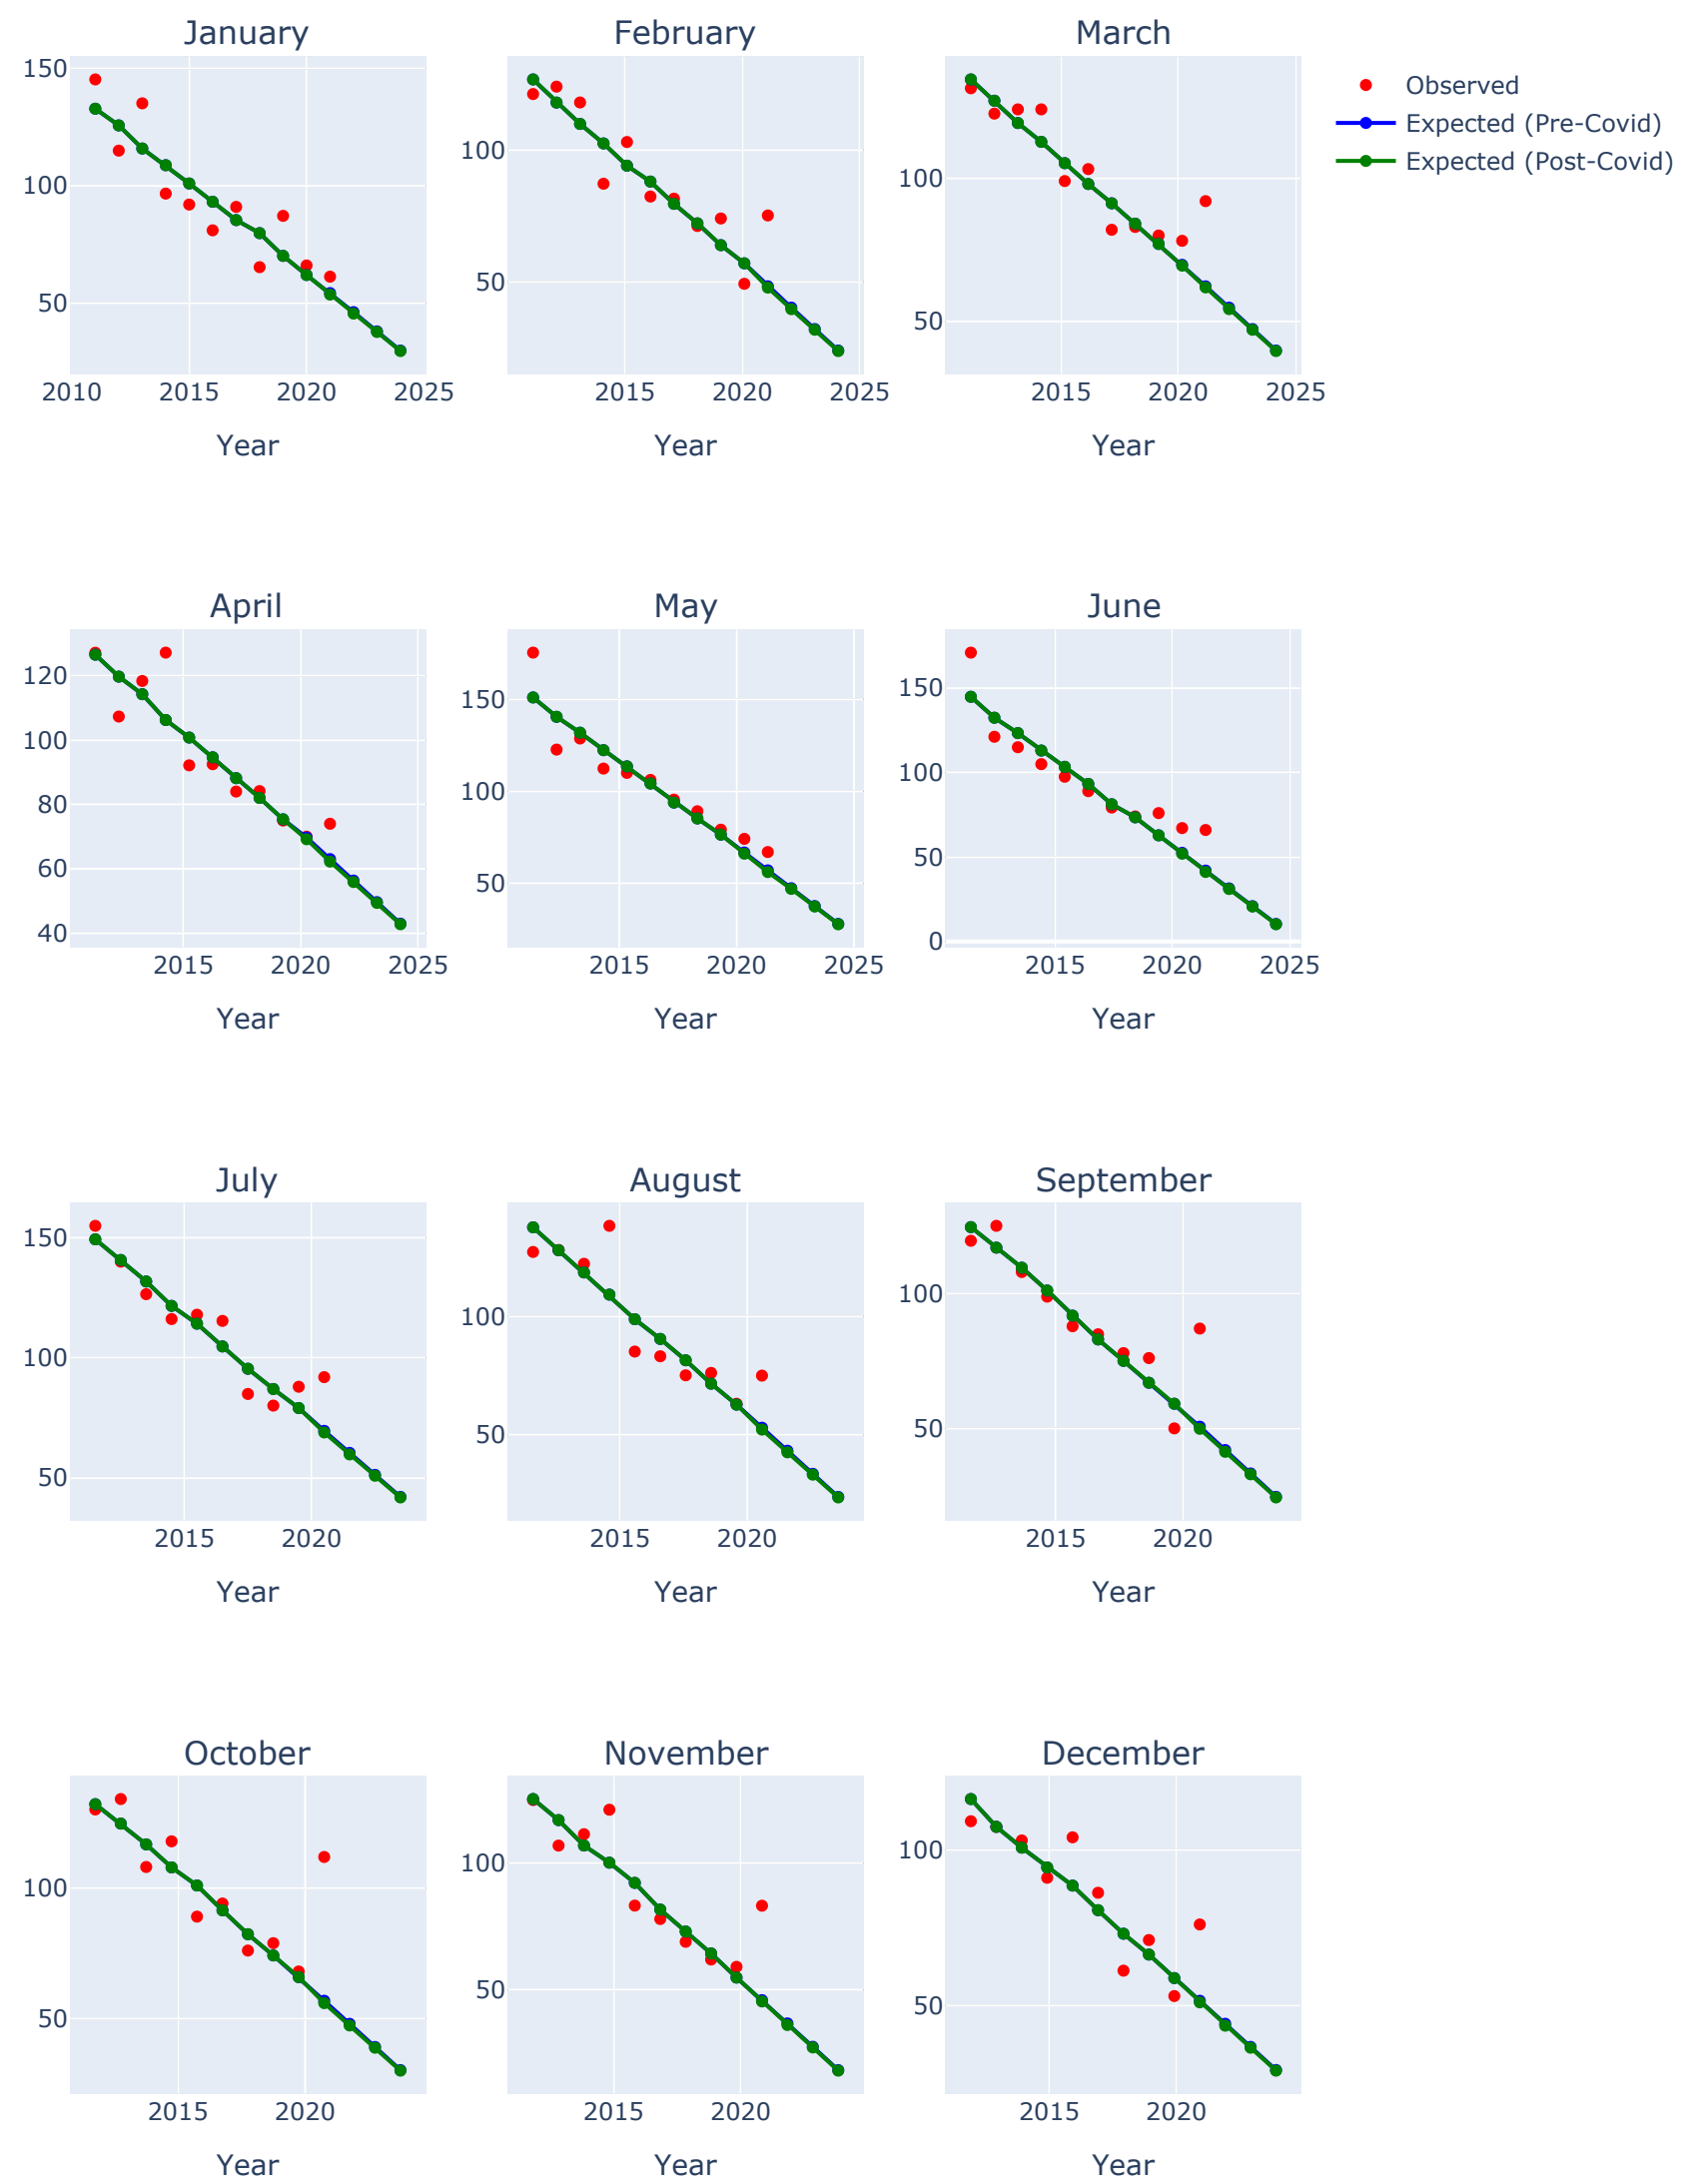 January
February
March
Observed
Expected (Pre-Covid)
Expected (Post-Covid)
150
100
50
2010 2015 2020 2025
Year
100
50
2015 2020 2025
Year
100
50
2015 2020 2025
Year
April
May
June
120
100
80
60
40
2015 2020 2025
Year
150
100
50
2015 2020 2025
Year
150
100
50
0
2015 2020 2025
Year
July
August
September
150
100
50
2015 2020
Year
100
50
2015 2020
Year
100
50
2015 2020
Year
October
November
December
100
50
2015 2020
Year
100
50
2015 2020
Year
100
50
2015 2020
Year